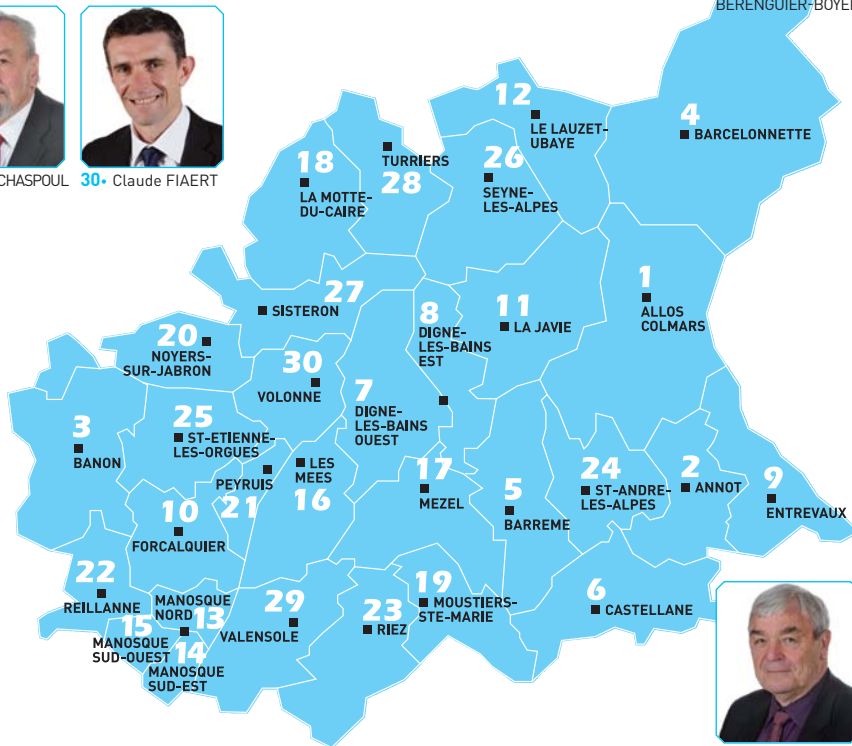 BERENGUIER-BOYER
CHASPOUL
30• Claude FIAERT
12
LE LAUZET-
UBAYE
4
BARCELONNETTE
TURRIERS
28
18
LA MOTTE-
DU-CAIRE
26
SEYNE-
LES-ALPES
27
SISTERON
1
ALLOS
COLMARS
8
DIGNE-
LES-BAINS
EST
11
LA JAVIE
20
NOYERS-
SUR-JABRON
30
VOLONNE
7
DIGNE-
LES-BAINS
OUEST
3
BANON
25
ST-ETIENNE-
LES-ORGUES
PEYRUIS
21
LES
MEES
16
17
MEZEL
5
BARREME
24
ST-ANDRE-
LES-ALPES
2
ANNOT
9
ENTREVAUX
10
FORCALQUIER
22
REILLANNE
MANOSQUE
NORD
13
15
MANOSQUE
SUD-OUEST
14
MANOSQUE
SUD-EST
29
VALENSOLE
23
RIEZ
19
MOUSTIERS-
STE-MARIE
6
CASTELLANE